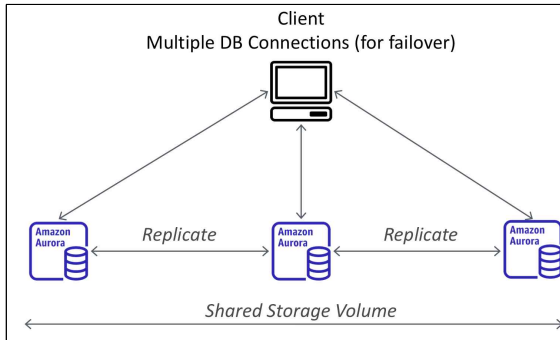 Client
Multiple DB Connections (for failover)
Amazon
Aurora
Replicate
Amazon
Aurora
Replicate
Amazon
Aurora
Shared Storage Volume